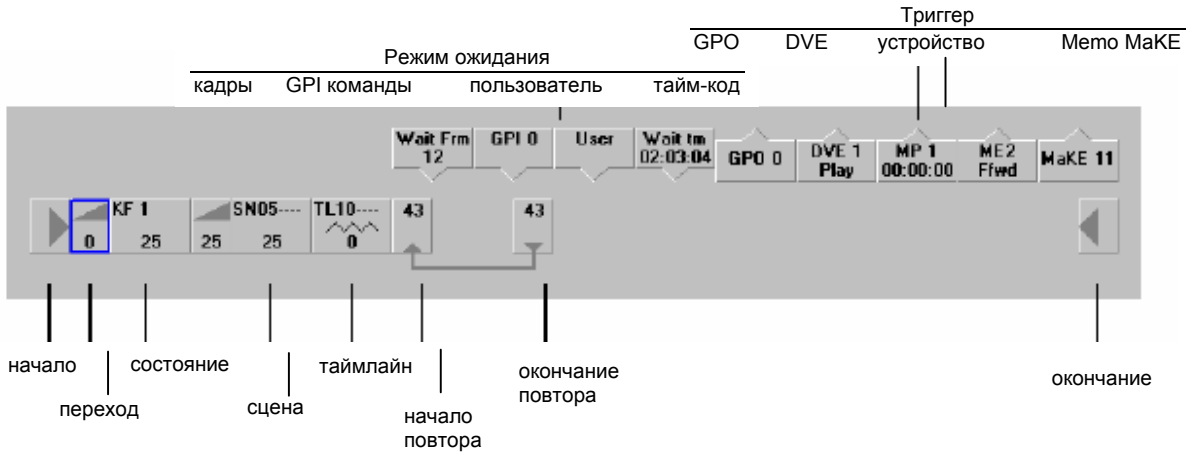 Триггер
GPO DVE устройство Memo MaKE
Режим ожидания
кадры GPI команды пользователь тайм-код
Wait Frm GPI 0 User Wait tm
12 02:03:04
GPO 0 DVE 1 MP 1 ME2 MaKE 11
Play 00:00:00 Ffwd
KF 1 SN05---- TL10---- 43 43
0 25 25 25 0
начало состояние таймлайн окончание повтора окончание
переход сцена начало повтора